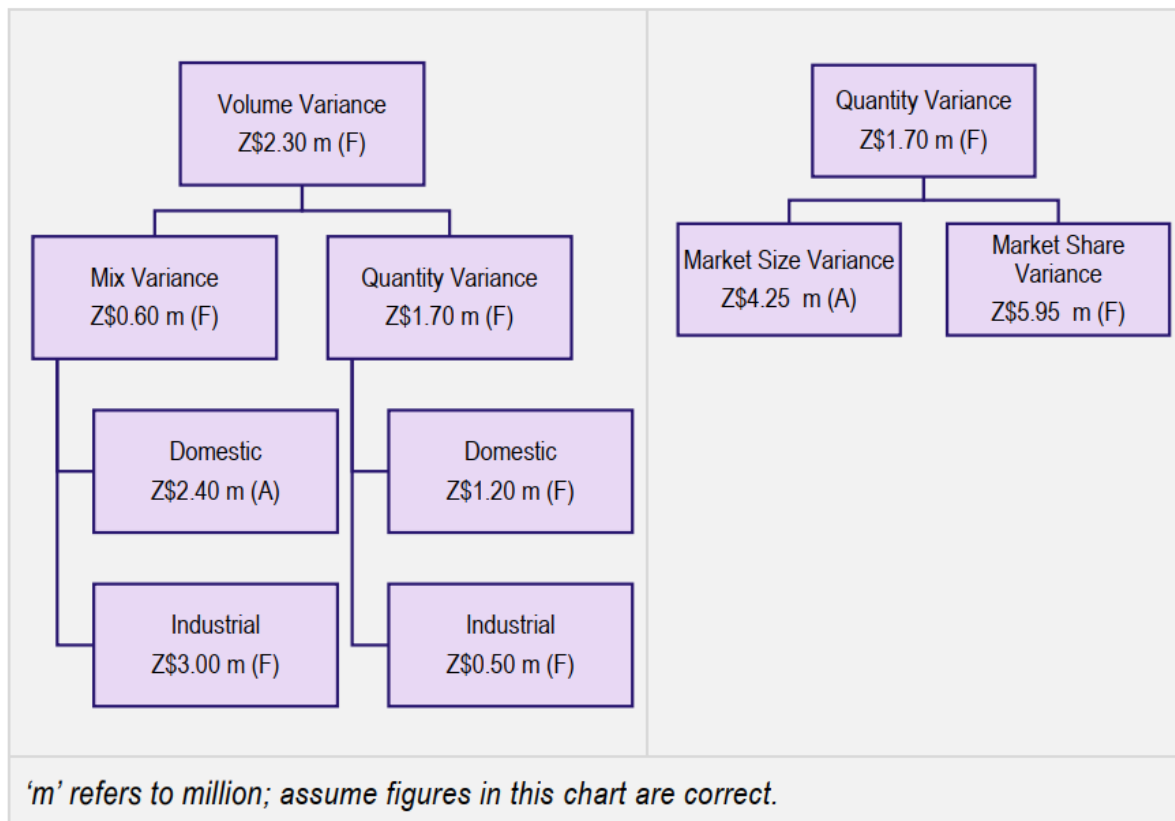 Volume Variance
Z$2.30 m (F)
Mix Variance
Z$0.60 m (F)
Quantity Variance
Z$1.70 m (F)
Domestic
Z$2.40 m (A)
Domestic
Z$1.20 m (F)
Industrial
Z$3.00 m (F)
Industrial
Z$0.50 m (F)
Quantity Variance
Z$1.70 m (F)
Market Size Variance
Z$4.25 m (A)
Market Share
Variance
Z$5.95 m (F)
'm' refers to million; assume figures in this chart are correct.